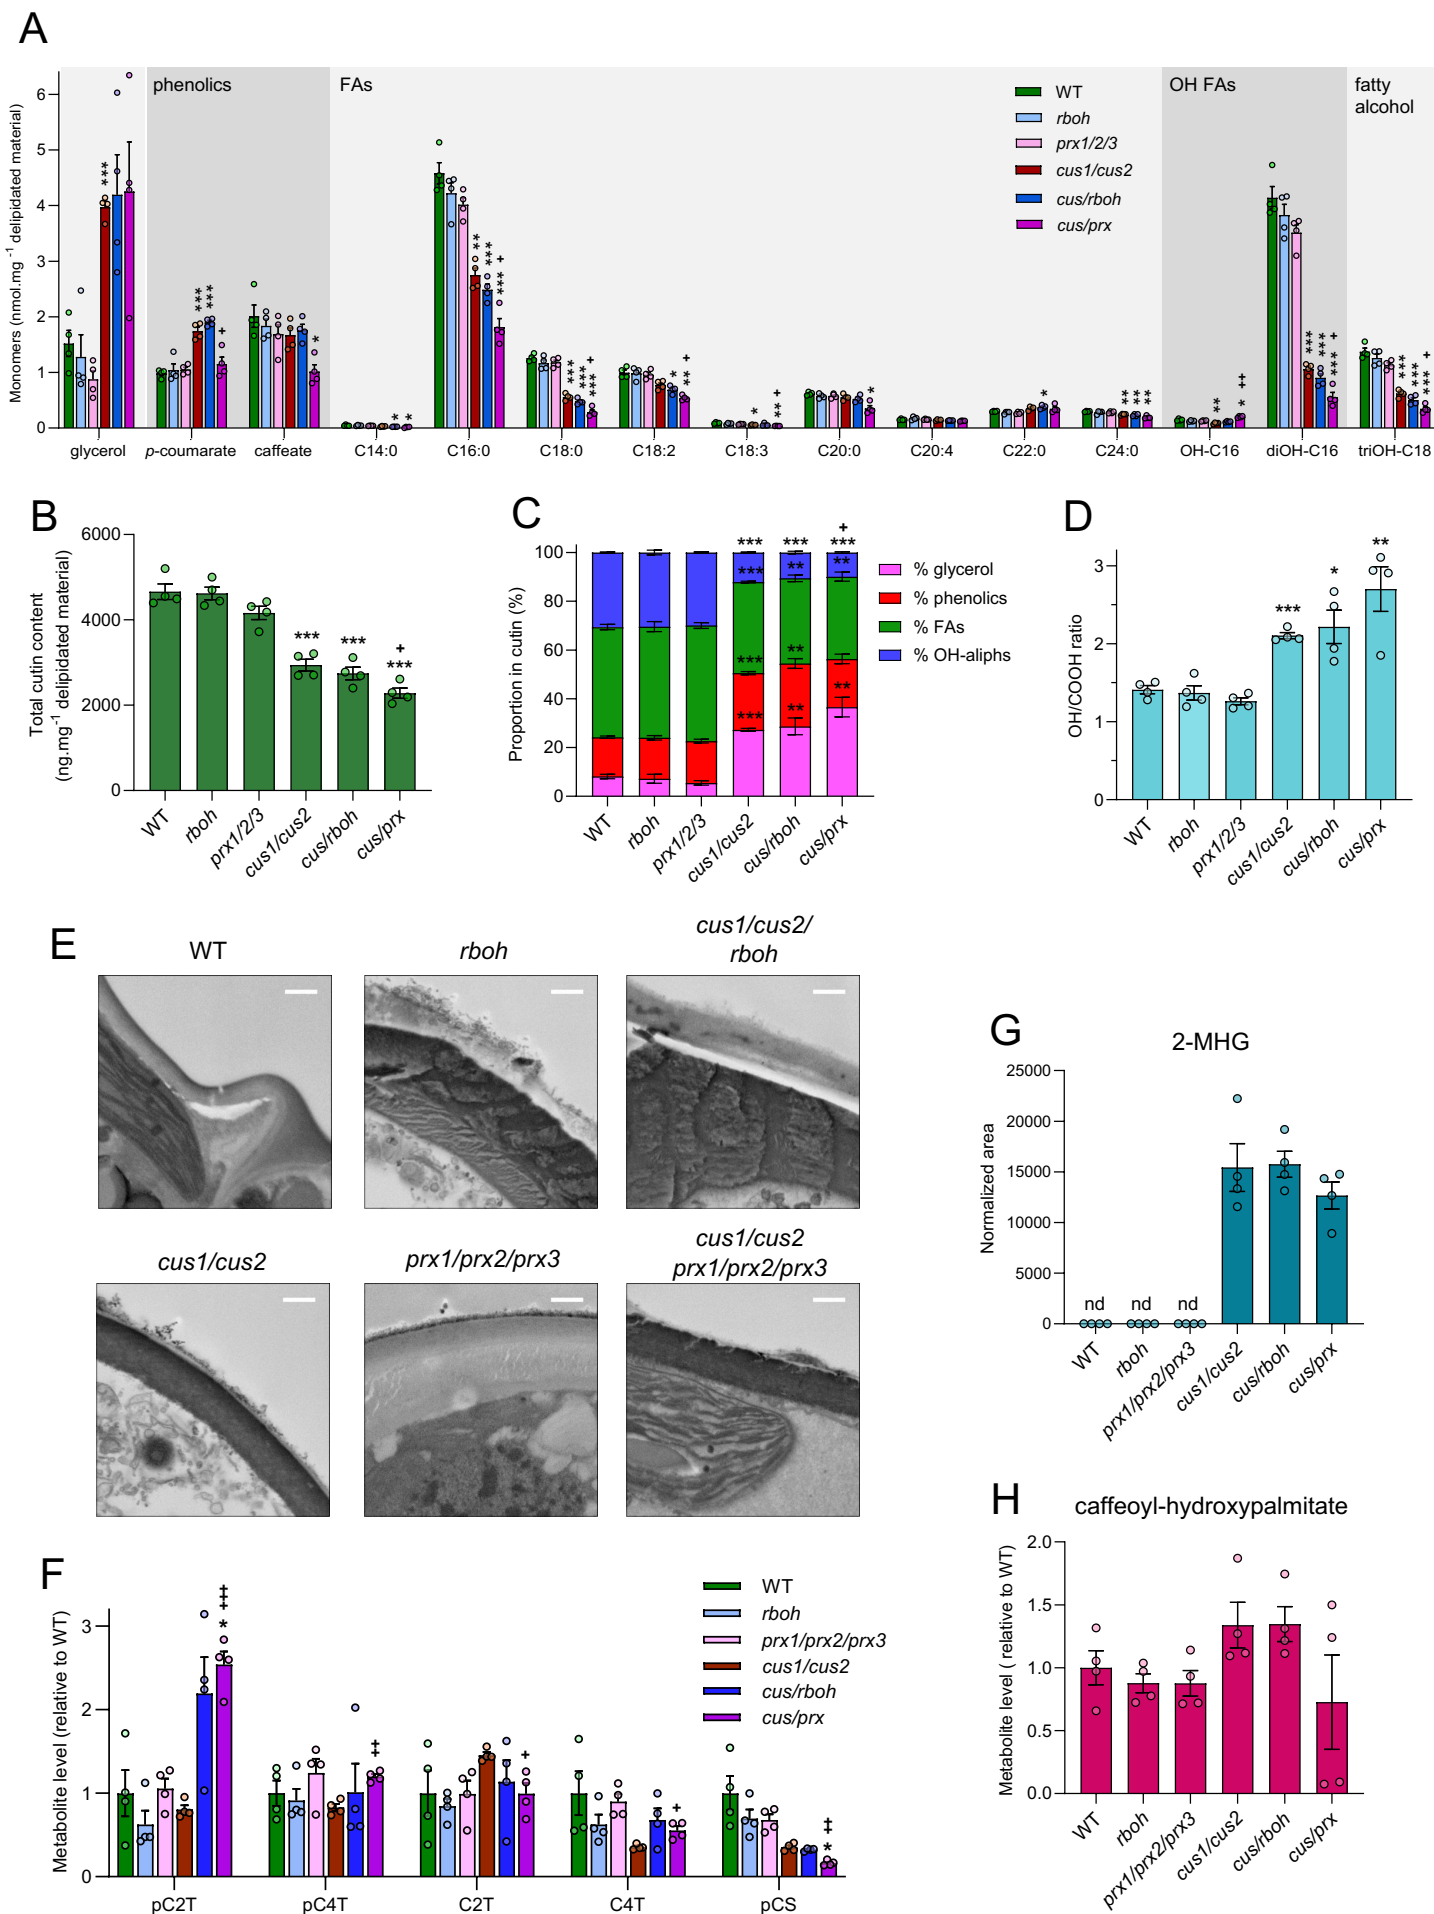 A
phenolics
FAs
OH FAs
fatty
alcohol
Monomers (nmol.mg⁻¹ delipidated material)
6
5
4
3
2
1
0
WT
rboh
prx1/2/3
cus1/cus2
cus/rboh
cus/prx
***
***
***
+
*
*
*
**
***
*** +
***
***
*** +
*
** +
*
** +
*
*
**
**
**
**
* ++
***
***
*** +
***
***
*** +
glycerol
p-coumarate
caffeate
C14:0
C16:0
C18:0
C18:2
C18:3
C20:0
C20:4
C22:0
C24:0
OH-C16
diOH-C16
triOH-C18
B
Total cutin content
(ng.mg⁻¹ delipidated material)
6000
4000
2000
0
***
***
+
***
WT
rboh
prx1/2/3
cus1/cus2
cus/rboh
cus/prx
C
Proportion in cutin (%)
100
80
60
40
20
0
+
*** *** ***
*** ** **
*** **
*** ** **
% glycerol
% phenolics
% FAs
% OH-aliphs
WT
rboh
prx1/2/3
cus1/cus2
cus/rboh
cus/prx
D
OH/COOH ratio
3
2
1
0
***
*
**
WT
rboh
prx1/2/3
cus1/cus2
cus/rboh
cus/prx
E
WT
rboh
cus1/cus2/
rboh
cus1/cus2
prx1/prx2/prx3
cus1/cus2
prx1/prx2/prx3
F
Metabolite level (relative to WT)
3
2
1
0
WT
rboh
prx1/prx2/prx3
cus1/cus2
cus/rboh
cus/prx
pC2T
pC4T
C2T
C4T
pCS
G
2-MHG
Normalized area
25000
20000
15000
10000
5000
0
nd
nd
nd
WT
rboh
prx1/prx2/prx3
cus1/cus2
cus/rboh
cus/prx
H
caffeoyl-hydroxypalmitate
Metabolite level ( relative to WT)
2.0
1.5
1.0
0.5
0.0
WT
rboh
prx1/prx2/prx3
cus1/cus2
cus/rboh
cus/prx